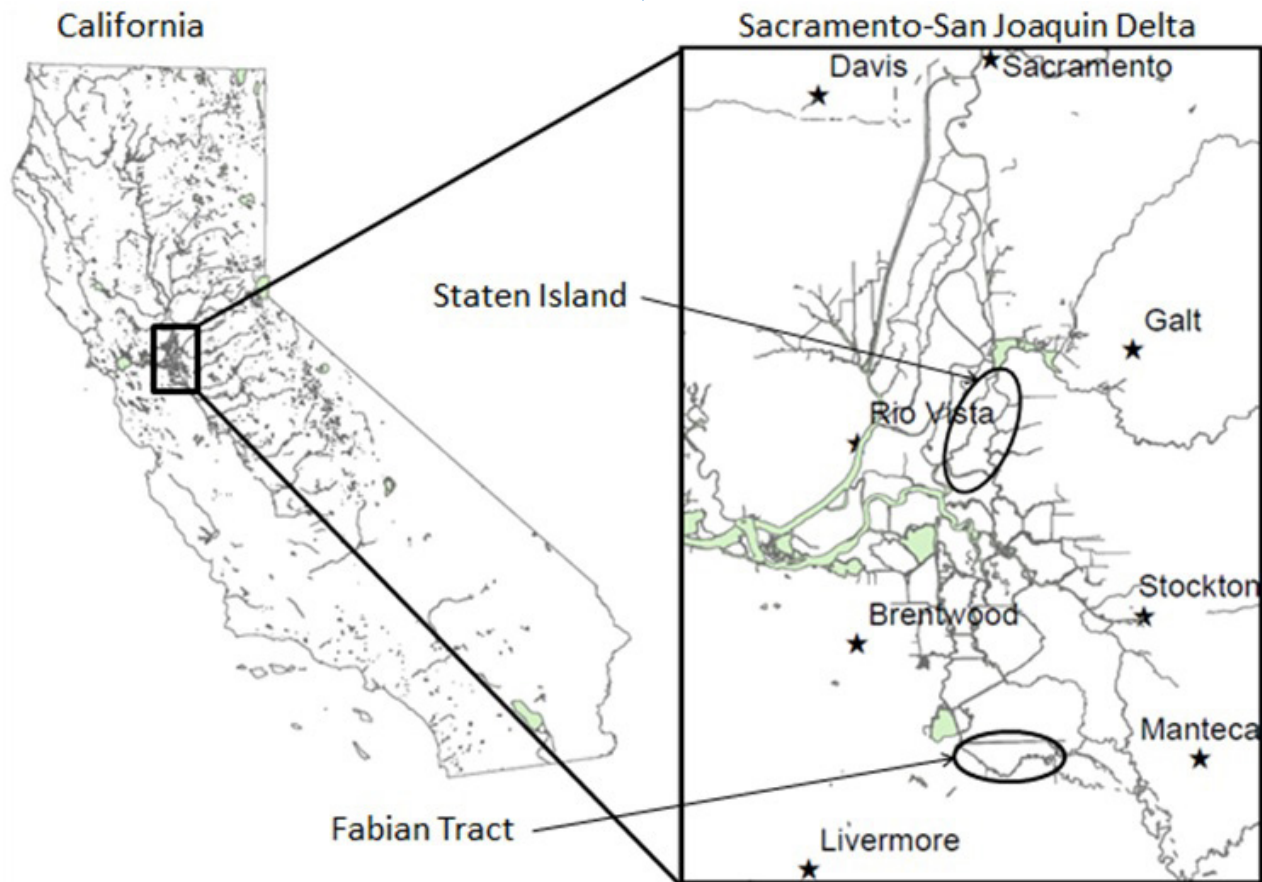 California
Sacramento-San Joaquin Delta
Davis
Sacramento
Staten Island
Galt
Rio Vista
Stockton
Brentwood
Manteca
Fabian Tract
Livermore